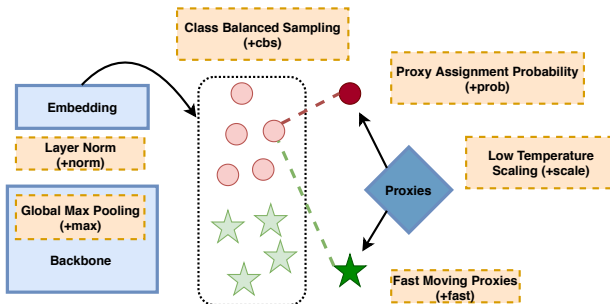 Class Balanced Sampling
(+cbs)
Proxy Assignment Probability
(+prob)
Embedding
Layer Norm
(+norm)
Low Temperature
Scaling (+scale)
Proxies
Global Max Pooling
(+max)
Backbone
Fast Moving Proxies
(+fast)